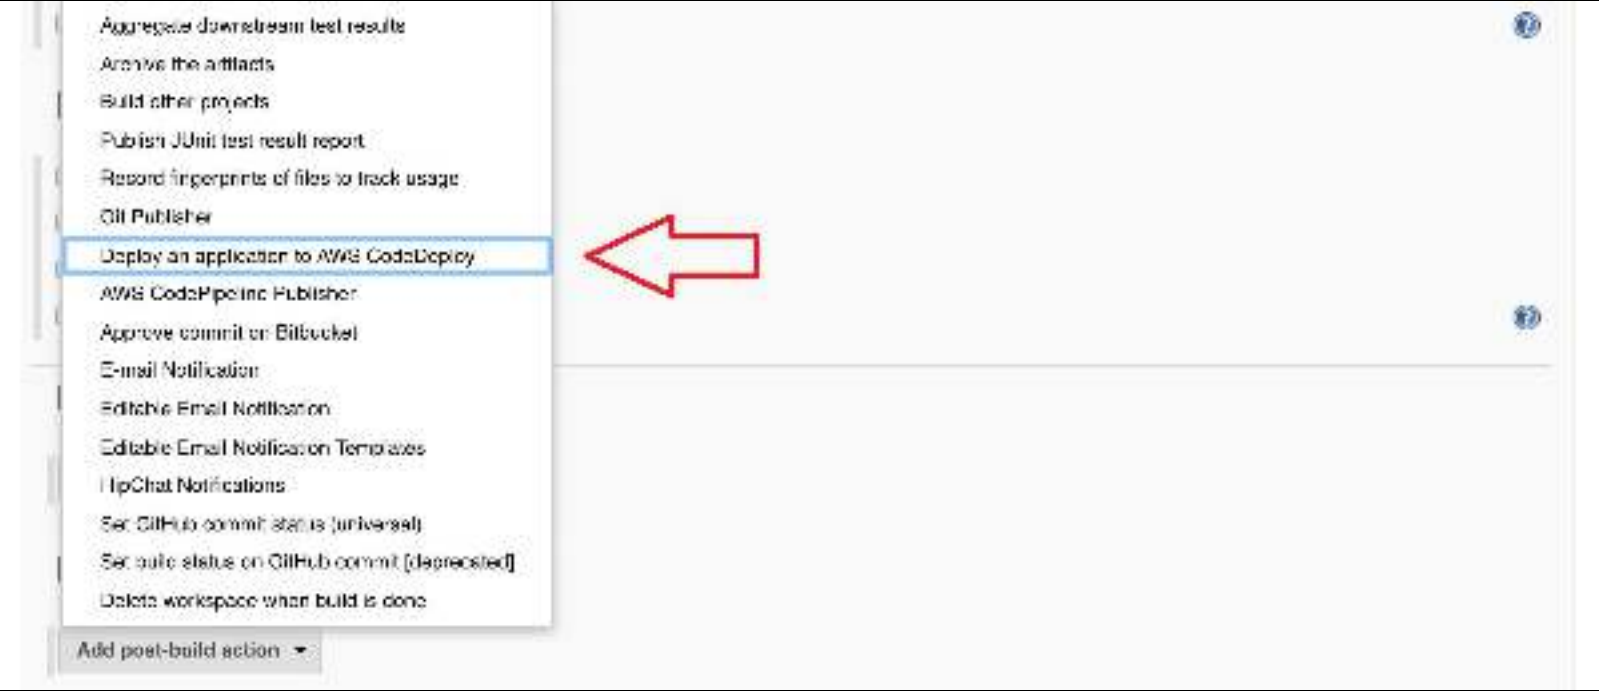 Aggregate downstream test results
Archive the artifacts
Build other projects
Publish JUnit test result report
Record fingerprints of files to track usage
Git Publisher
Deploy an application to AWS CodeDeploy
AWS CodePipeline Publisher
Approve commit on Bitbucket
E-mail Notification
Editable Email Notification
Editable Email Notification Templates
HipChat Notifications
Set GitHub commit status (universal)
Set build status on GitHub commit [deprecated]
Delete workspace when build is done
Add post-build action